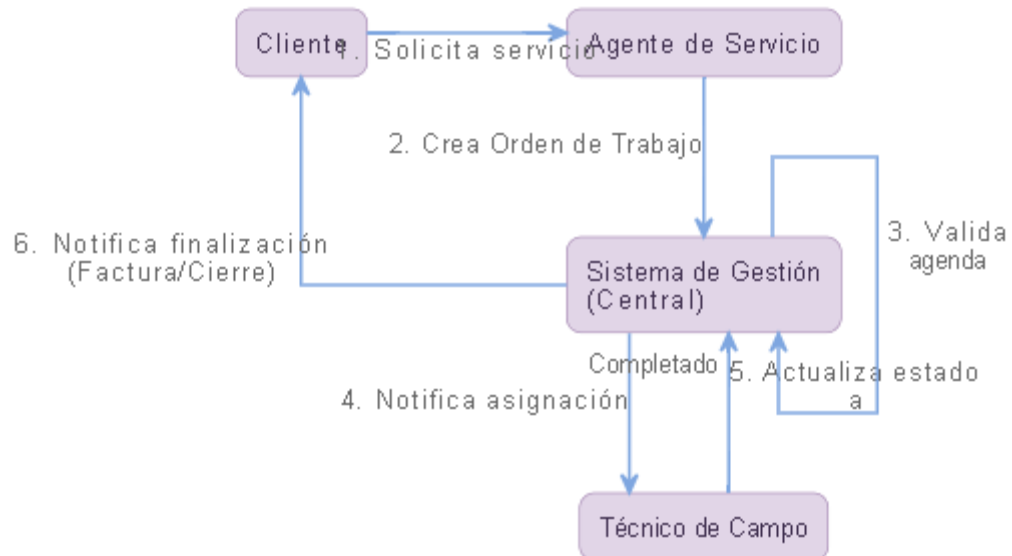 Cliente
1. Solicita servicio
Agente de Servicio
2. Crea Orden de Trabajo
6. Notifica finalización
(Factura/Cierre)
Sistema de Gestión
(Central)
3. Valida
agenda
Completado
5. Actualiza estado
a
4. Notifica asignación
Técnico de Campo